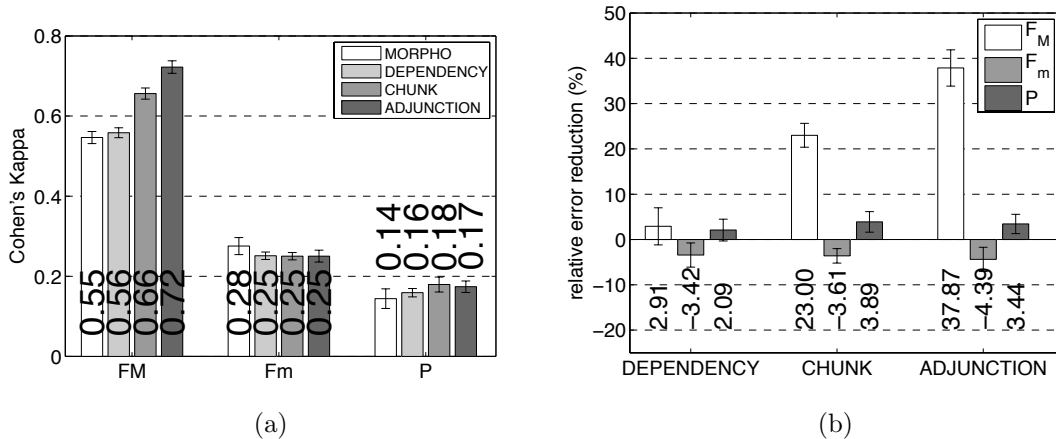 0.8
0.6
0.4
0.2
0
Cohen's Kappa
MORPHO
DEPENDENCY
CHUNK
ADJUNCTION
0.55
0.56
0.66
0.72
0.28
0.25
0.25
0.25
0.14
0.16
0.18
0.17
FM
Fm
P
(a)
50
40
30
20
10
0
−10
−20
relative error reduction (%)
F_M
F_m
P
2.91
−3.42
2.09
23.00
−3.61
3.89
37.87
−4.39
3.44
DEPENDENCY
CHUNK
ADJUNCTION
(b)